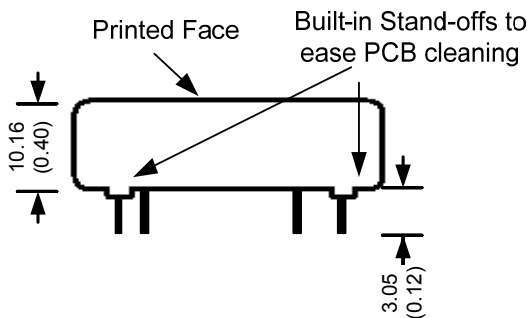 Printed Face
Built-in Stand-offs to
ease PCB cleaning
10.16
(0.40)
3.05
(0.12)